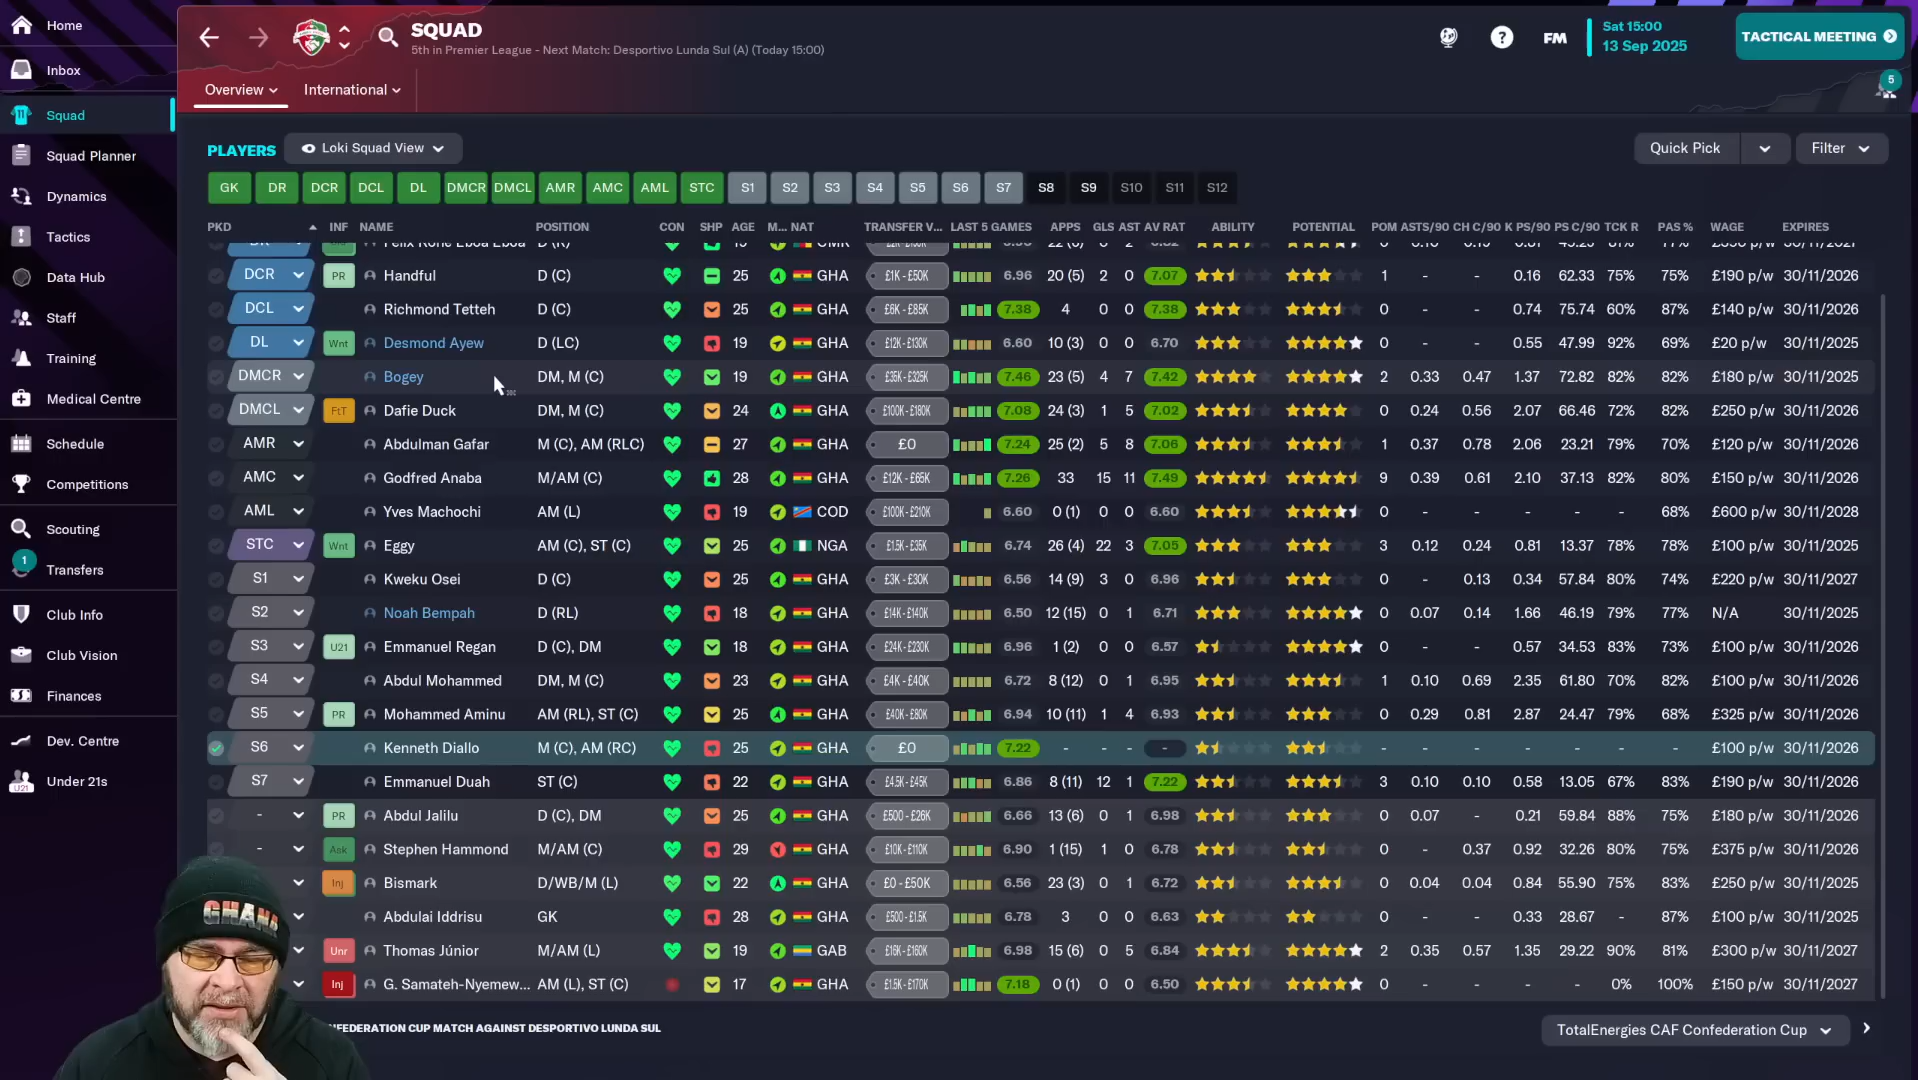 Home
Inbox
Squad
Squad Planner
Dynamics
Tactics
Data Hub
Staff
Training
Medical Centre
Schedule
Competitions
Scouting
1
Transfers
Club Info
Club Vision
Finances
Dev. Centre
U21 Under 21s
SQUAD
5th in Premier League - Next Match: Desportivo Lunda Sul (A) (Today 15:00)
? FM Sat 15:00
13 Sep 2025
TACTICAL MEETING
5
Overview International
PLAYERS Loki Squad View Quick Pick Filter
GK DR DCR DCL DL DMCR DMCL AMR AMC AML STC S1 S2 S3 S4 S5 S6 S7 S8 S9 S10 S11 S12
PKD INF NAME POSITION CON SHP AGE M... NAT TRANSFER V... LAST 5 GAMES APPS GLS AST AV RAT ABILITY POTENTIAL POM ASTS/90 CH C/90 K PS/90 PS C/90 TCK R PAS % WAGE EXPIRES
DCR PR Handful D (C) 25 GHA £1K - £50K 6.96 20 (5) 2 0 7.07 1 - - 0.16 62.33 75% 75% £190 p/w 30/11/2026
DCL Richmond Tetteh D (C) 25 GHA £6K - £85K 7.38 4 0 0 7.38 0 - - 0.74 75.74 60% 87% £140 p/w 30/11/2026
DL Wnt Desmond Ayew D (LC) 19 GHA £12K - £130K 6.60 10 (3) 0 0 6.70 0 - - 0.55 47.99 92% 69% £20 p/w 30/11/2026
DMCR Bogey DM, M (C) 19 GHA £35K - £325K 7.46 23 (5) 4 7 7.42 2 0.33 0.47 1.37 72.82 82% 82% £180 p/w 30/11/2025
DMCL FtT Dafie Duck DM, M (C) 24 GHA £100K - £180K 7.08 24 (3) 1 5 7.02 0 0.24 0.56 2.07 66.46 72% 82% £250 p/w 30/11/2026
AMR Abdulman Gafar M (C), AM (RLC) 27 GHA £0 7.24 25 (2) 5 8 7.06 1 0.37 0.78 2.06 23.21 79% 70% £120 p/w 30/11/2026
AMC Godfred Anaba M/AM (C) 28 GHA £12K - £65K 7.26 33 15 11 7.49 9 0.39 0.61 2.10 37.13 82% 80% £150 p/w 30/11/2026
AML Yves Machochi AM (L) 19 COD £100K - £210K 6.60 0 (1) 0 0 6.60 0 - - - - - 68% £600 p/w 30/11/2028
STC Wnt Eggy AM (C), ST (C) 25 NGA £1.5K - £35K 6.74 26 (4) 22 3 7.05 3 0.12 0.24 0.81 13.37 78% 78% £100 p/w 30/11/2025
S1 Kweku Osei D (C) 25 GHA £3K - £30K 6.56 14 (9) 3 0 6.96 0 - 0.13 0.34 57.84 80% 74% £220 p/w 30/11/2027
S2 Noah Bempah D (RL) 18 GHA £14K - £140K 6.50 12 (15) 0 1 6.71 0 0.07 0.14 1.66 46.19 79% 77% N/A 30/11/2025
S3 U21 Emmanuel Regan D (C), DM 18 GHA £24K - £230K 6.96 1 (2) 0 0 6.57 0 - - 0.57 34.53 83% 73% £100 p/w 30/11/2026
S4 Abdul Mohammed DM, M (C) 23 GHA £4K - £40K 6.72 8 (12) 0 1 6.95 1 0.10 0.69 2.35 61.80 70% 82% £100 p/w 30/11/2026
S5 PR Mohammed Aminu AM (RL), ST (C) 25 GHA £40K - £80K 6.94 10 (11) 1 4 6.93 0 0.29 0.81 2.87 24.47 79% 68% £325 p/w 30/11/2026
S6 Kenneth Diallo M (C), AM (RC) 25 GHA £0 7.22 - - - - - - - - - - - £100 p/w 30/11/2026
S7 Emmanuel Duah ST (C) 22 GHA £4.5K - £45K 6.86 8 (11) 12 1 7.22 3 0.10 0.10 0.58 13.05 67% 83% £190 p/w 30/11/2026
- PR Abdul Jalilu D (C), DM 25 GHA £500 - £26K 6.66 13 (6) 0 1 6.98 0 0.07 - 0.21 59.84 88% 75% £180 p/w 30/11/2026
- Ask Stephen Hammond M/AM (C) 29 GHA £10K - £110K 6.90 1 (15) 1 0 6.78 0 - 0.37 0.92 32.26 80% 75% £375 p/w 30/11/2026
Inj Bismark D/WB/M (L) 22 GHA £0 - £50K 6.56 23 (3) 0 1 6.72 0 0.04 0.04 0.84 55.90 75% 83% £250 p/w 30/11/2025
Abdulai Iddrisu GK 28 GHA £500 - £1.5K 6.78 3 0 0 6.63 0 - - 0.33 28.67 - 87% £100 p/w 30/11/2025
Unr Thomas Júnior M/AM (L) 19 GAB £16K - £160K 6.98 15 (6) 0 5 6.84 2 0.35 0.57 1.35 29.22 90% 81% £300 p/w 30/11/2027
Inj G. Samateh-Nyemew... AM (L), ST (C) 17 GHA £1.5K - £170K 7.18 0 (1) 0 0 6.50 0 - - - - 0% 100% £150 p/w 30/11/2027
GHANA
NFEDERATION CUP MATCH AGAINST DESPORTIVO LUNDA SUL
TotalEnergies CAF Confederation Cup